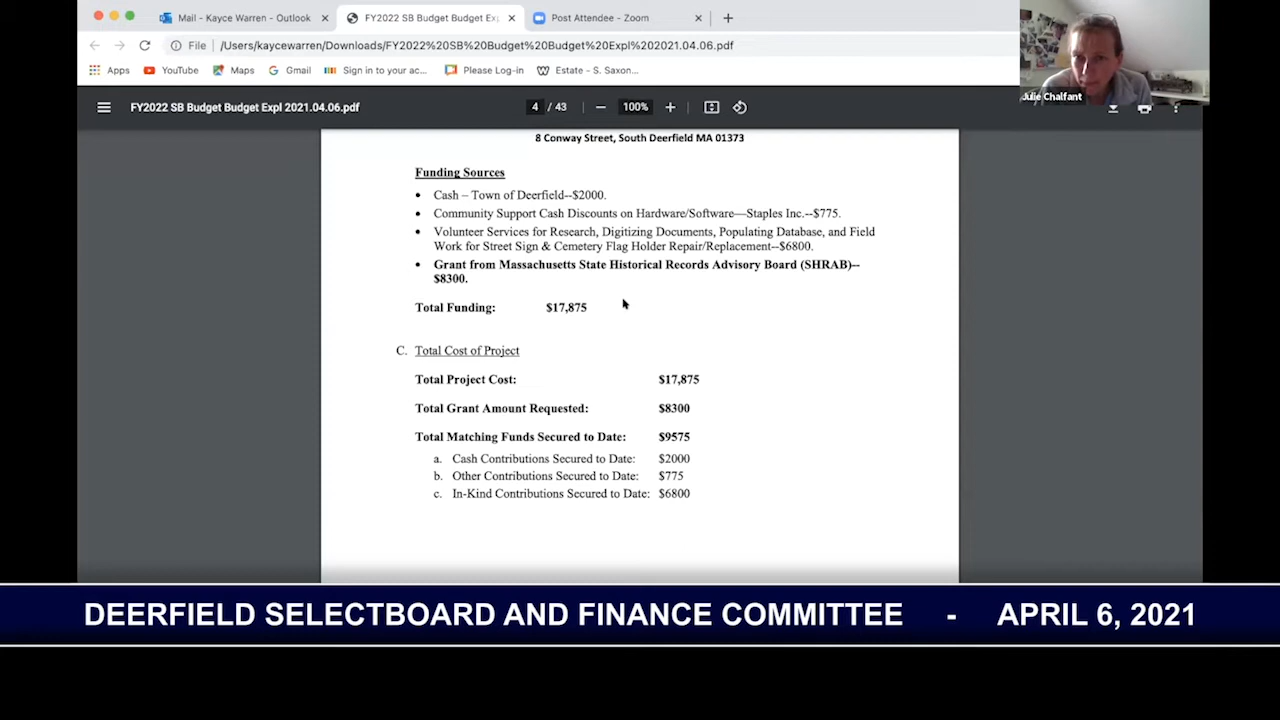 Mail - Kayce Warren - Outlook
FY2022 SB Budget Budget Ex
Post Attendee - Zoom
File
/Users/kaycewarren/Downloads/FY2022%20SB%20Budget%20Budget%20Expl%202021.04.06.pdf
Apps
YouTube
Maps
Gmail
Sign in to your ac...
Please Log-in
Estate - S. Saxon...
Julie Chalfant
FY2022 SB Budget Budget Expl 2021.04.06.pdf
4 / 43
100%
8 Conway Street, South Deerfield MA 01373
Funding Sources
• Cash – Town of Deerfield--$2000.
• Community Support Cash Discounts on Hardware/Software—Staples Inc.--$775.
• Volunteer Services for Research, Digitizing Documents, Populating Database, and Field
Work for Street Sign & Cemetery Flag Holder Repair/Replacement--$6800.
• Grant from Massachusetts State Historical Records Advisory Board (SHRAB)--
$8300.
Total Funding: $17,875
C. Total Cost of Project
Total Project Cost: $17,875
Total Grant Amount Requested: $8300
Total Matching Funds Secured to Date: $9575
a. Cash Contributions Secured to Date: $2000
b. Other Contributions Secured to Date: $775
c. In-Kind Contributions Secured to Date: $6800
DEERFIELD SELECTBOARD AND FINANCE COMMITTEE - APRIL 6, 2021